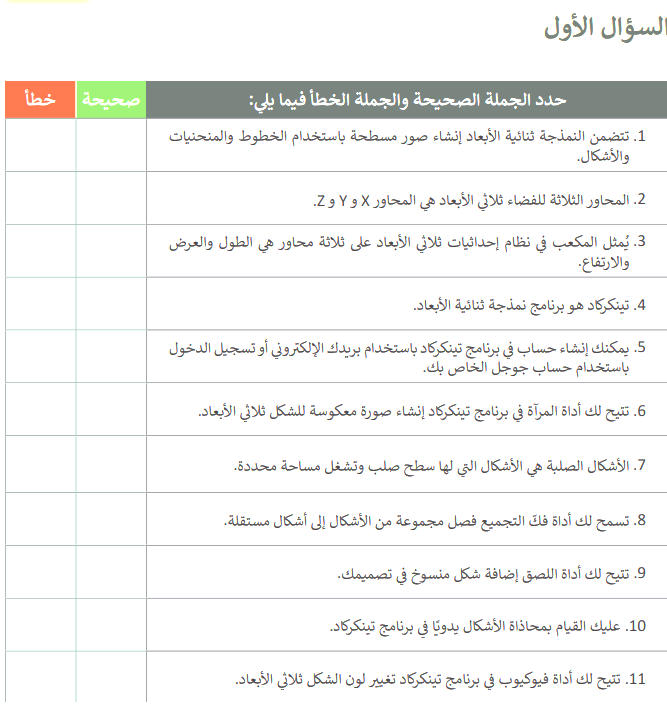 السؤال الأول
حدد الجملة الصحيحة والجملة الخطأ فيما يلي: صحيحة خطأ
1. تتضمن النمذجة ثنائية الأبعاد إنشاء صور مسطحة باستخدام الخطوط والمنحنيات
والأشكال.
2. المحاور الثلاثة للفضاء ثلاثي الأبعاد هي المحاور X و Y و Z.
3. يُمثل المكعب في نظام إحداثيات ثلاثي الأبعاد على ثلاثة محاور هي الطول والعرض
والارتفاع.
4. تينكركاد هو برنامج نمذجة ثنائية الأبعاد.
5. يمكنك إنشاء حساب في برنامج تينكركاد باستخدام بريدك الإلكتروني أو تسجيل الدخول
باستخدام حساب جوجل الخاص بك.
6. تتيح لك أداة المرآة في برنامج تينكركاد إنشاء صورة معكوسة للشكل ثلاثي الأبعاد.
7. الأشكال الصلبة هي الأشكال التي لها سطح صلب وتشغل مساحة محددة.
8. تسمح لك أداة فكّ التجميع فصل مجموعة من الأشكال إلى أشكال مستقلة.
9. تتيح لك أداة اللصق إضافة شكل منسوخ في تصميمك.
10. عليك القيام بمحاذاة الأشكال يدويًا في برنامج تينكركاد.
11. تتيح لك أداة فيوكيوب في برنامج تينكركاد تغيير لون الشكل ثلاثي الأبعاد.